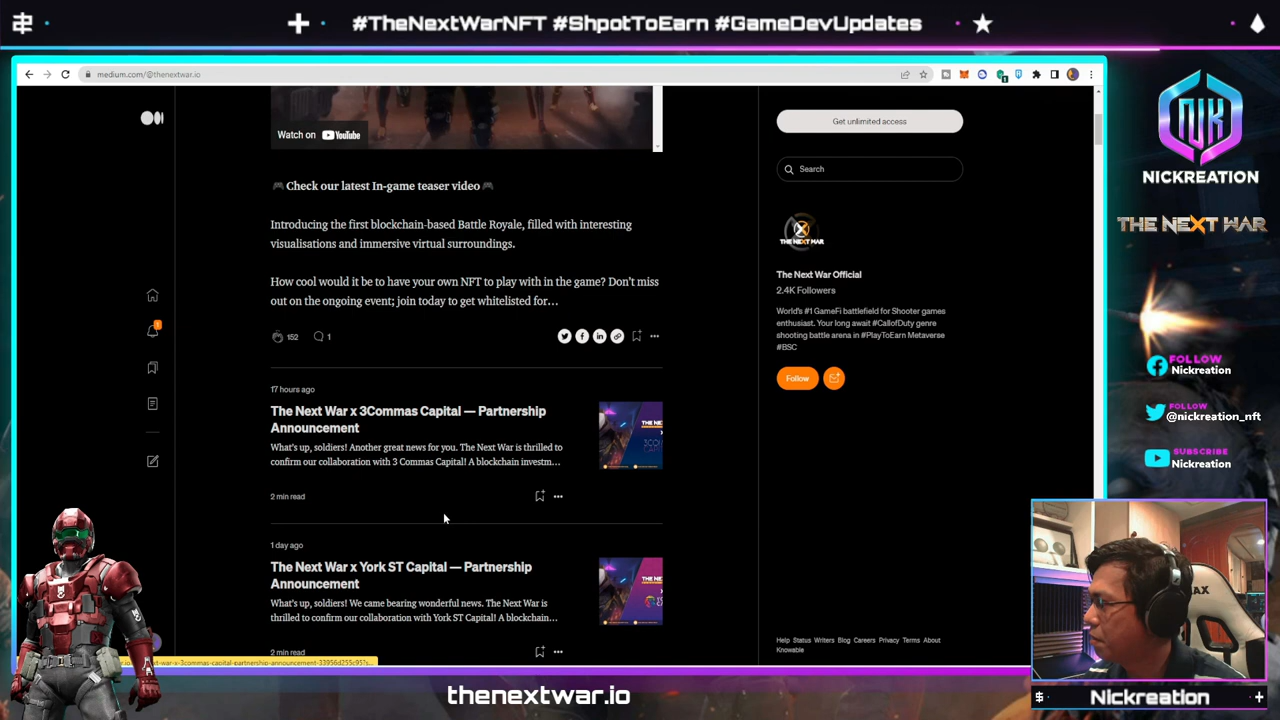 #TheNextWarNFT #ShpotToEarn #GameDevUpdates
medium.com/@thenextwar.io
Watch on YouTube
🎮Check our latest In-game teaser video🎮
Introducing the first blockchain-based Battle Royale, filled with interesting
visualisations and immersive virtual surroundings.
How cool would it be to have your own NFT to play with in the game? Don't miss
out on the ongoing event; join today to get whitelisted for…
152
1
17 hours ago
The Next War x 3Commas Capital — Partnership
Announcement
What's up, soldiers! Another great news for you. The Next War is thrilled to
confirm our collaboration with 3 Commas Capital! A blockchain investm…
2 min read
1 day ago
The Next War x York ST Capital — Partnership
Announcement
What's up, soldiers! We came bearing wonderful news. The Next War is
thrilled to confirm our collaboration with York ST Capital! A blockchain…
2 min read
Get unlimited access
Search
THE NEXT WAR
The Next War Official
2.4K Followers
World's #1 GameFi battlefield for Shooter games
enthusiast. Your long await #CallofDuty genre
shooting battle arena in #PlayToEarn Metaverse
#BSC
Follow
Help Status Writers Blog Careers Privacy Terms About
Knowable
NICKREATION
THE NEXT WAR
FOLLOW
Nickreation
FOLLOW
@nickreation_nft
SUBSCRIBE
Nickreation
thenextwar.io
Nickreation